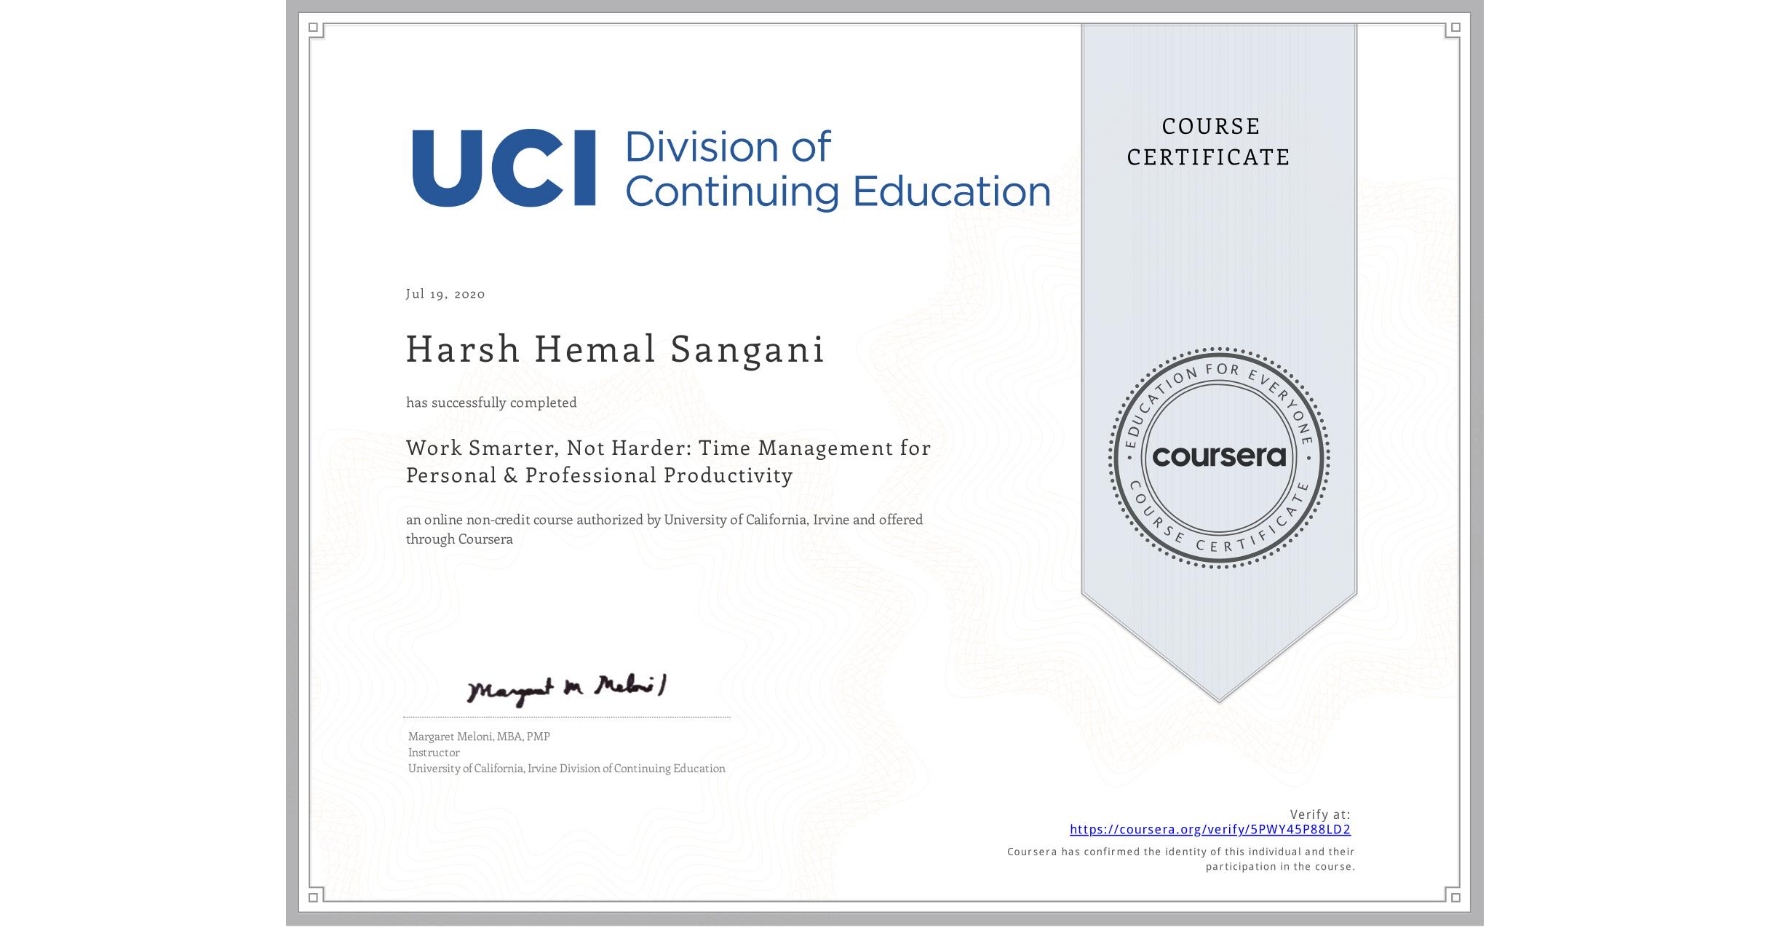 UCI Division of
Continuing Education
COURSE
CERTIFICATE
Jul 19, 2020
Harsh Hemal Sangani
has successfully completed
Work Smarter, Not Harder: Time Management for
Personal & Professional Productivity
an online non-credit course authorized by University of California, Irvine and offered
through Coursera
EDUCATION FOR EVERYONE
coursera
COURSE CERTIFICATE
Margaret M Meloni
Margaret Meloni, MBA, PMP
Instructor
University of California, Irvine Division of Continuing Education
Verify at:
https://coursera.org/verify/5PWY45P88LD2
Coursera has confirmed the identity of this individual and their
participation in the course.